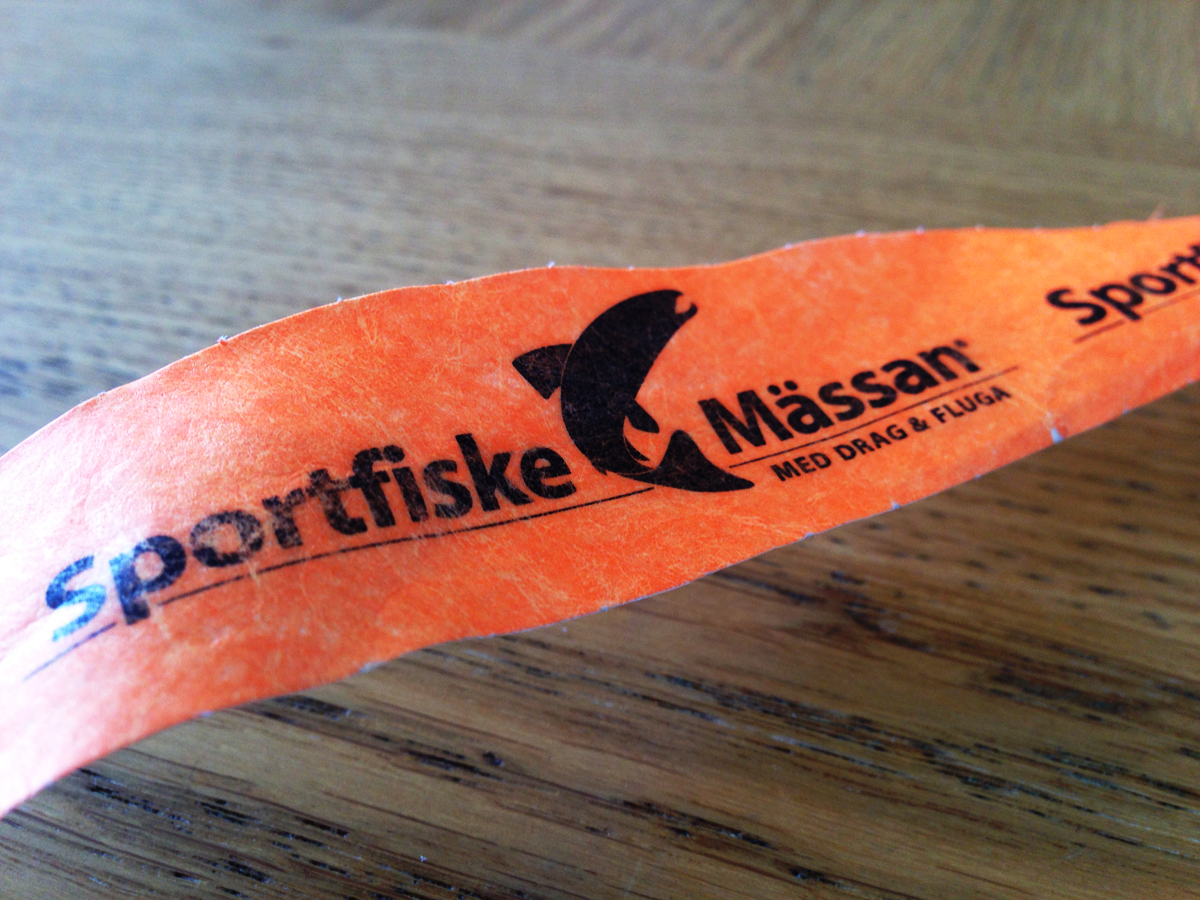 Sportfiske Mässan®
MED DRAG & FLUGA
Sport